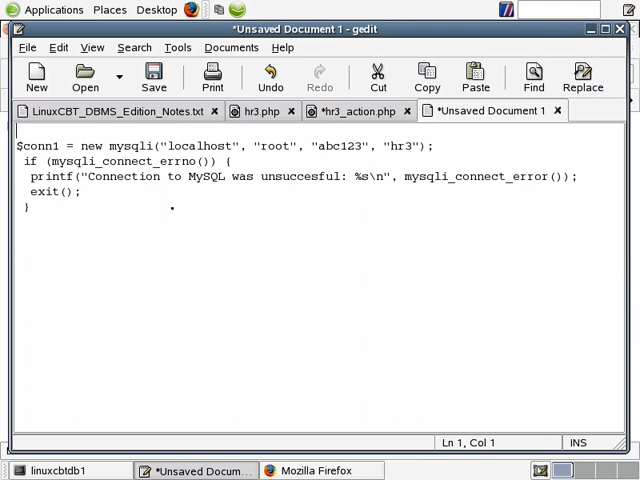 Applications Places Desktop
*Unsaved Document 1 - gedit
File Edit View Search Tools Documents Help
New Open Save Print Undo Redo Cut Copy Paste Find Replace
LinuxCBT_DBMS_Edition_Notes.txt hr3.php *hr3_action.php *Unsaved Document 1
$conn1 = new mysqli("localhost", "root", "abc123", "hr3");
if (mysqli_connect_errno()) {
printf("Connection to MySQL was unsuccesful: %s\n", mysqli_connect_error());
exit();
}
Ln 1, Col 1 INS
linuxcbtdb1 *Unsaved Docum... Mozilla Firefox